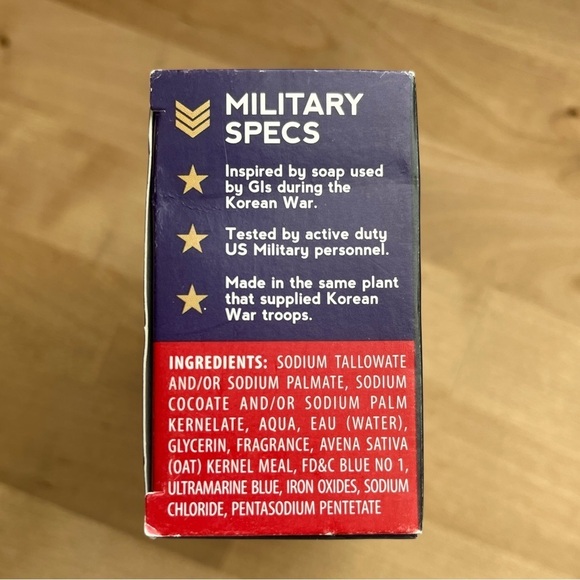 MILITARY
SPECS
Inspired by soap used
by GIs during the
Korean War.
Tested by active duty
US Military personnel.
Made in the same plant
that supplied Korean
War troops.
INGREDIENTS: SODIUM TALLOWATE
AND/OR SODIUM PALMATE, SODIUM
COCOATE AND/OR SODIUM PALM
KERNELATE, AQUA, EAU (WATER),
GLYCERIN, FRAGRANCE, AVENA SATIVA
(OAT) KERNEL MEAL, FD&C BLUE NO 1,
ULTRAMARINE BLUE, IRON OXIDES, SODIUM
CHLORIDE, PENTASODIUM PENTETATE